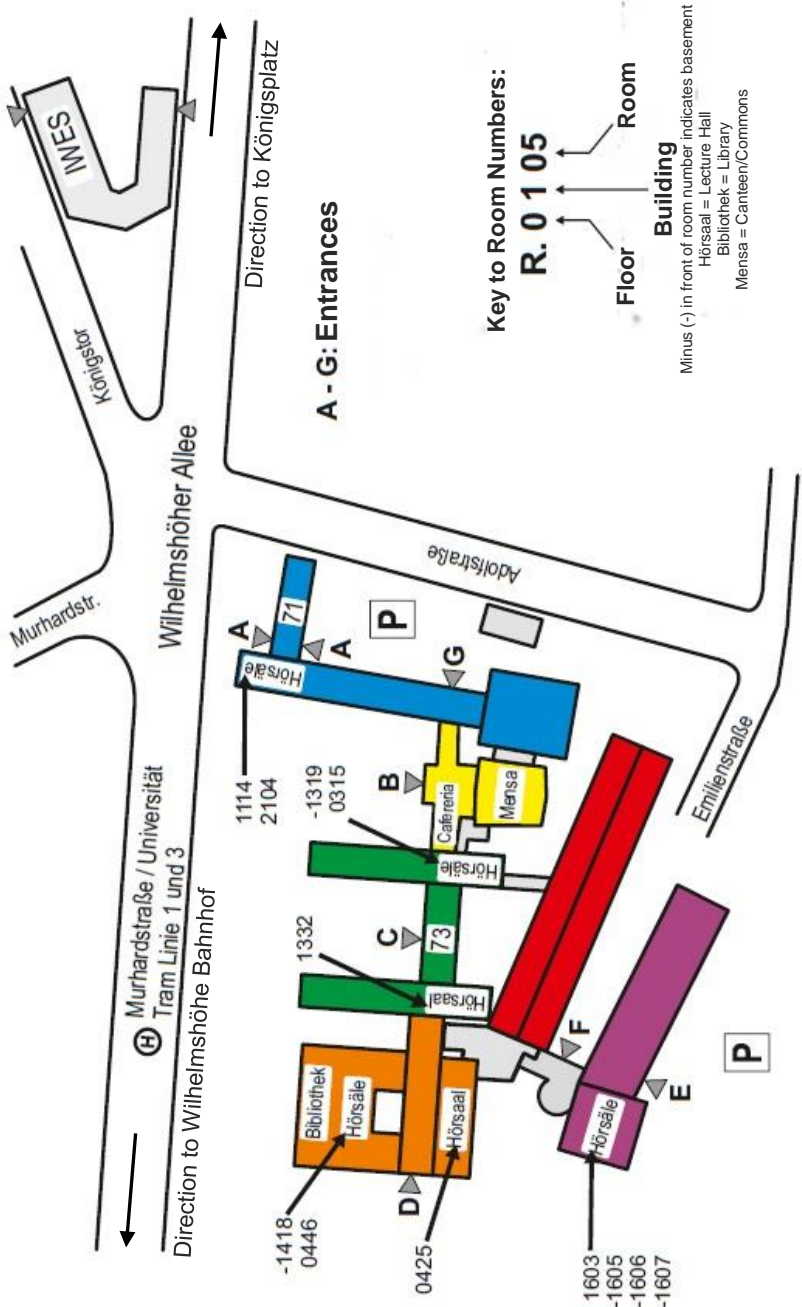 IWES
Königstor
Direction to Königsplatz
Murhardstr.
Wilhelmshöher Allee
Ⓗ Murhardstraße / Universität
Tram Linie 1 und 3
Direction to Wilhelmshöhe Bahnhof
A - G: Entrances
Key to Room Numbers:
R. 0 1 05
Floor
Building
Room
Minus (-) in front of room number indicates basement
Hörsaal = Lecture Hall
Bibliothek = Library
Mensa = Canteen/Commons
Adolfstraße
Emilienstraße
1114
2104
A
Hörsäle
71
A
P
G
-1319
0315
B
Cafereria
Mensa
Hörsäle
1332
C
73
Hörsaal
-1418
0446
Bibliothek
Hörsäle
D
Hörsaal
0425
F
E
P
Hörsäle
1603
-1605
-1606
-1607